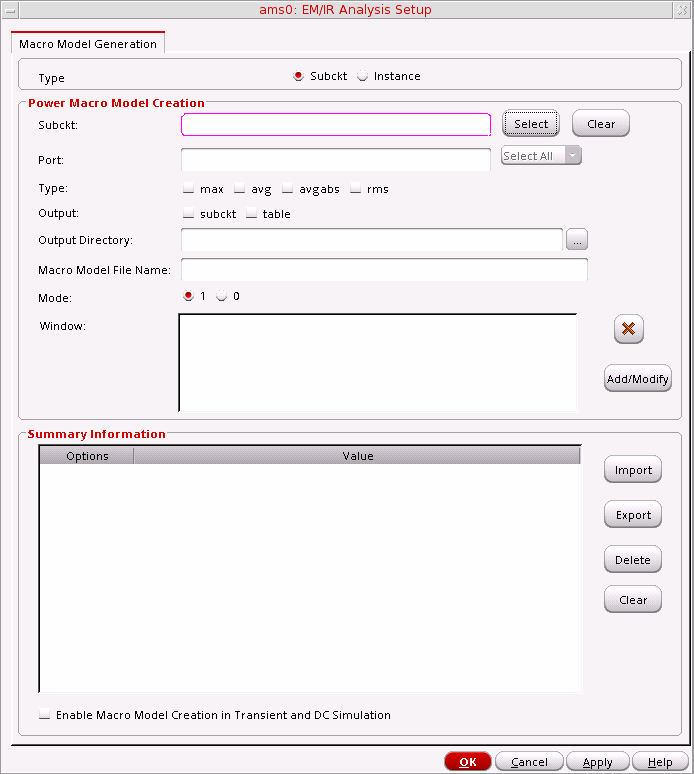 ams0: EM/IR Analysis Setup
Macro Model Generation
Type Subckt Instance
Power Macro Model Creation
Subckt: Select Clear
Port: Select All
Type: max avg avgabs rms
Output: subckt table
Output Directory: ...
Macro Model File Name:
Mode: 1 0
Window:
Add/Modify
Summary Information
Options Value
Import
Export
Delete
Clear
Enable Macro Model Creation in Transient and DC Simulation
OK Cancel Apply Help